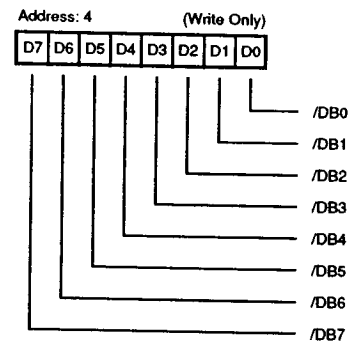 Address: 4 (Write Only)
D7 D6 D5 D4 D3 D2 D1 D0
/DB0
/DB1
/DB2
/DB3
/DB4
/DB5
/DB6
/DB7